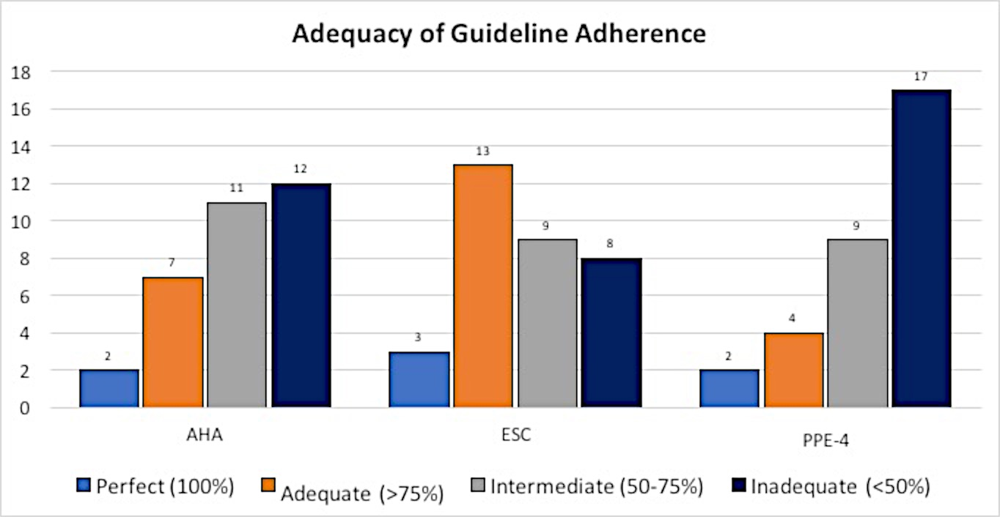 Adequacy of Guideline Adherence
18
17
16
14
13
12
12
11
10
9
9
8
8
7
6
4
4
3
2
2
2
0
AHA
ESC
PPE-4
Perfect (100%)
Adequate (>75%)
Intermediate (50-75%)
Inadequate (<50%)